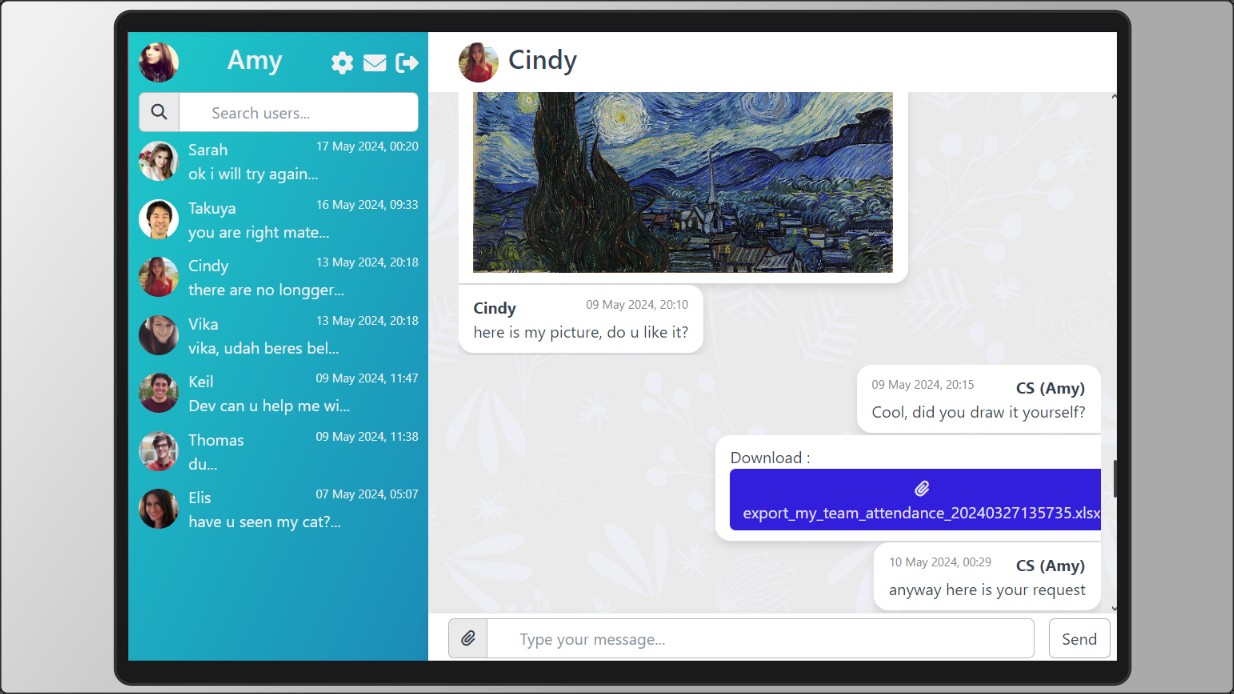 Amy
Search users...
Sarah 17 May 2024, 00:20
ok i will try again...
Takuya 16 May 2024, 09:33
you are right mate...
Cindy 13 May 2024, 20:18
there are no longger...
Vika 13 May 2024, 20:18
vika, udah beres bel...
Keil 09 May 2024, 11:47
Dev can u help me wi...
Thomas 09 May 2024, 11:38
du...
Elis 07 May 2024, 05:07
have u seen my cat?...
Cindy
Cindy 09 May 2024, 20:10
here is my picture, do u like it?
09 May 2024, 20:15 CS (Amy)
Cool, did you draw it yourself?
Download :
export_my_team_attendance_20240327135735.xlsx
10 May 2024, 00:29 CS (Amy)
anyway here is your request
Type your message...
Send